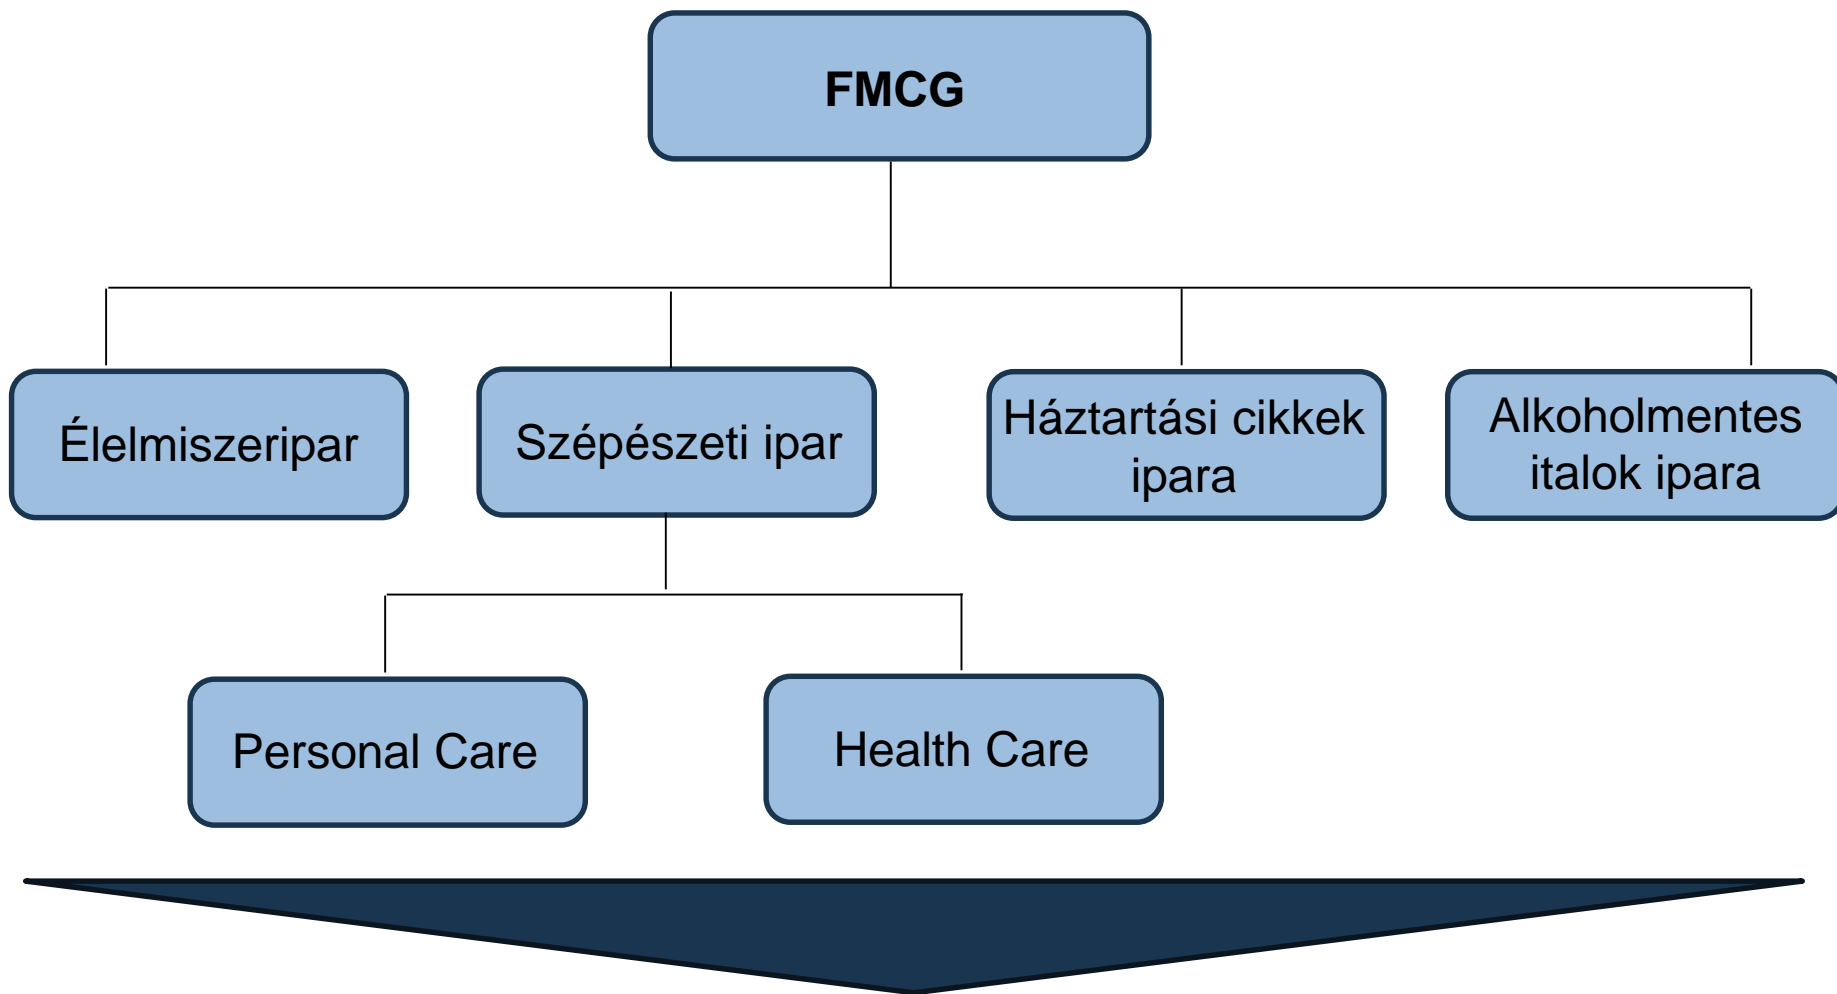 FMCG
Élelmiszeripar
Szépészeti ipar
Háztartási cikkek
ipara
Alkoholmentes
italok ipara
Personal Care
Health Care